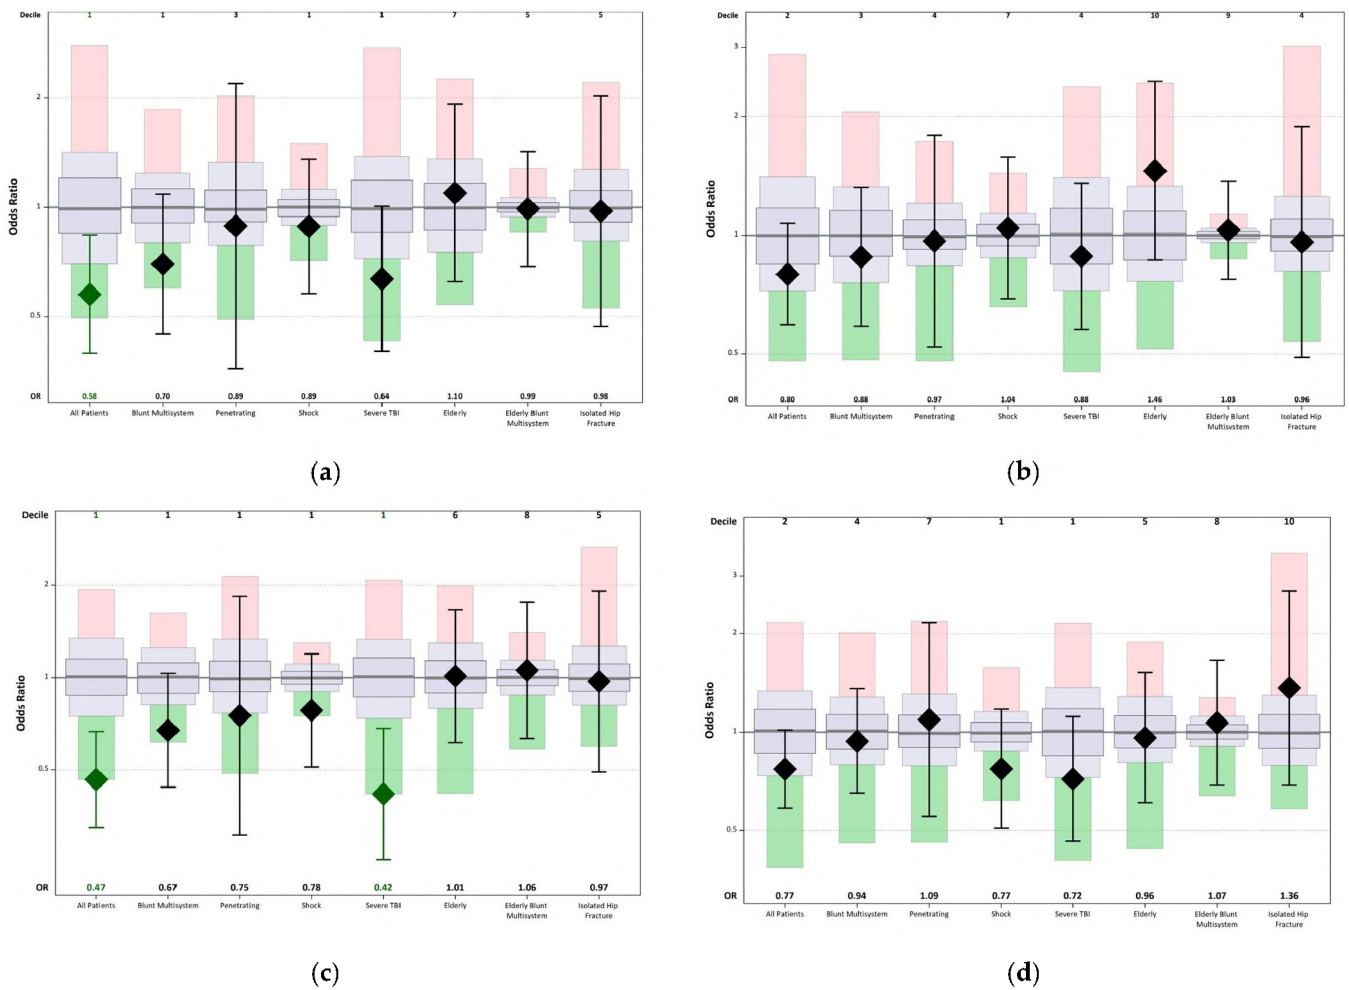 Decile 1 1 3 1 1 7 5 5
2
1
0.5
Odds Ratio
OR 0.58 0.70 0.89 0.89 0.64 1.10 0.99 0.98
All Patients Blunt Multisystem Penetrating Shock Severe TBI Elderly Elderly Blunt Multisystem Isolated Hip Fracture
(a)
Decile 2 3 4 7 4 10 9 4
3
2
1
0.5
Odds Ratio
OR 0.80 0.88 0.97 1.04 0.88 1.46 1.03 0.96
All Patients Blunt Multisystem Penetrating Shock Severe TBI Elderly Elderly Blunt Multisystem Isolated Hip Fracture
(b)
Decile 1 1 1 1 1 6 8 5
2
1
0.5
Odds Ratio
OR 0.47 0.67 0.75 0.78 0.42 1.01 1.06 0.97
All Patients Blunt Multisystem Penetrating Shock Severe TBI Elderly Elderly Blunt Multisystem Isolated Hip Fracture
(c)
Decile 2 4 7 1 1 5 8 10
3
2
1
0.5
Odds Ratio
OR 0.77 0.94 1.09 0.77 0.72 0.96 1.07 1.36
All Patients Blunt Multisystem Penetrating Shock Severe TBI Elderly Elderly Blunt Multisystem Isolated Hip Fracture
(d)